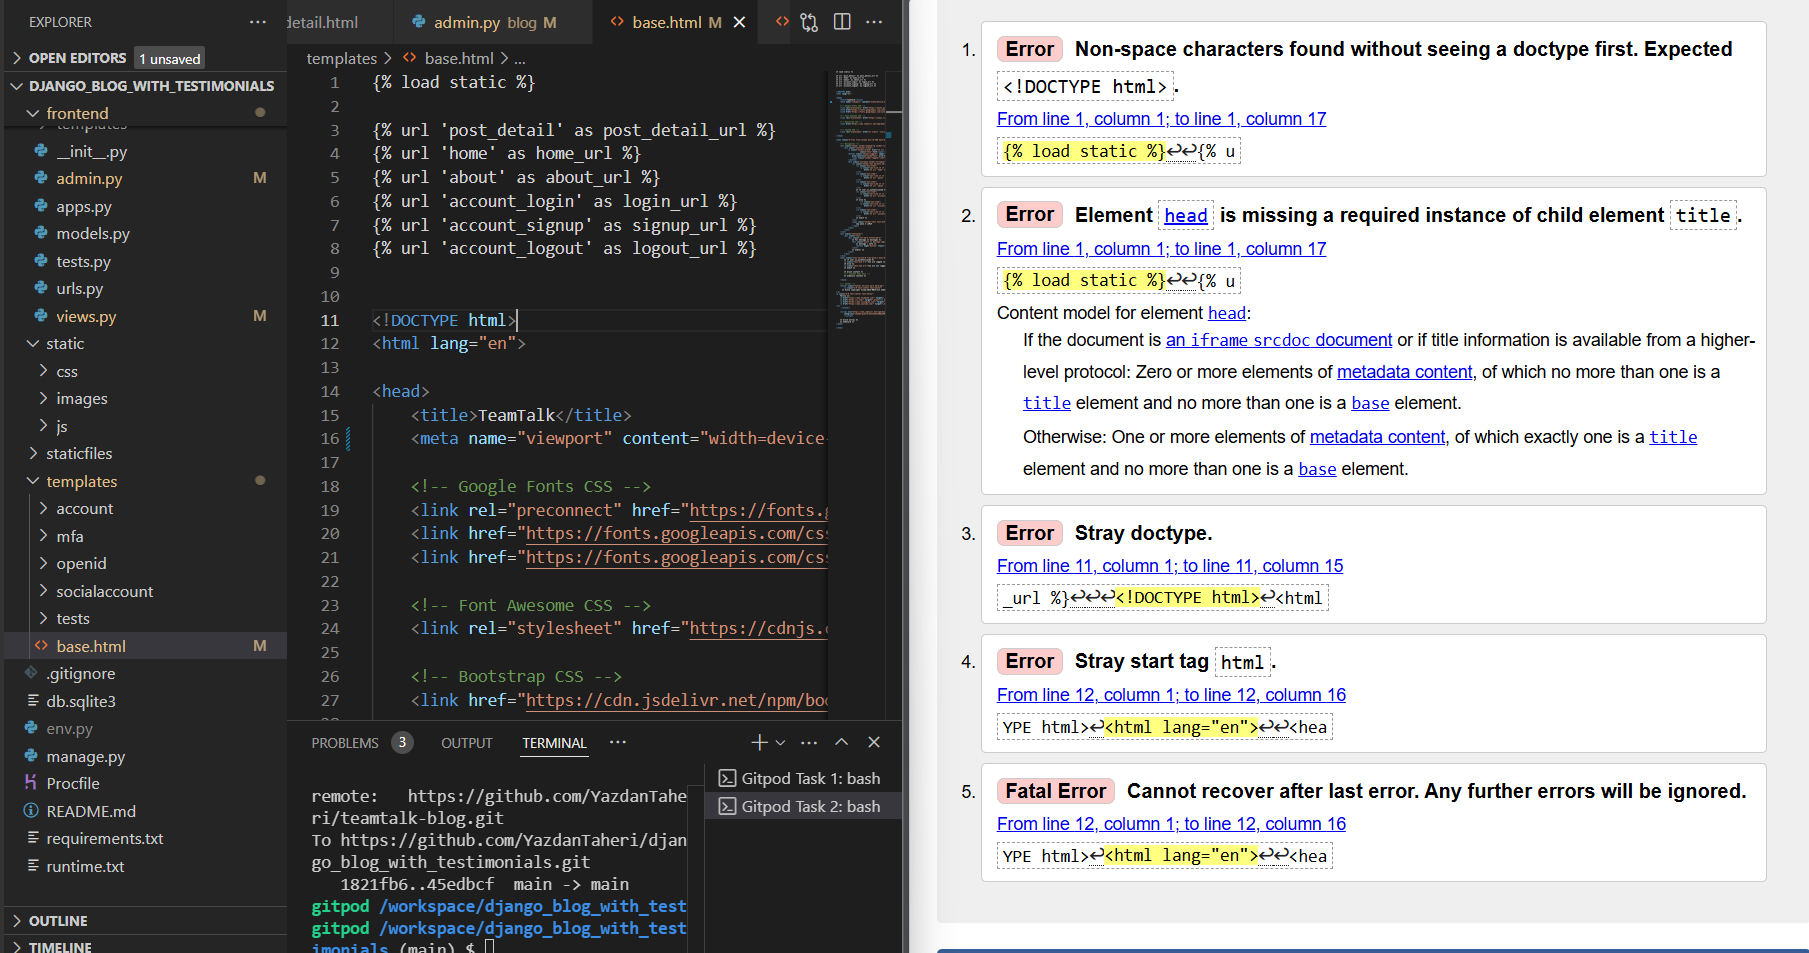 EXPLORER
OPEN EDITORS 1 unsaved
DJANGO_BLOG_WITH_TESTIMONIALS
frontend
templates
__init__.py
admin.py M
apps.py
models.py
tests.py
urls.py
views.py M
static
css
images
js
staticfiles
templates
account
mfa
openid
socialaccount
tests
base.html M
.gitignore
db.sqlite3
env.py
manage.py
Procfile
README.md
requirements.txt
runtime.txt
OUTLINE
TIMELINE
detail.html admin.py blog M base.html M
templates > base.html > ...
1 {% load static %}
2
3 {% url 'post_detail' as post_detail_url %}
4 {% url 'home' as home_url %}
5 {% url 'about' as about_url %}
6 {% url 'account_login' as login_url %}
7 {% url 'account_signup' as signup_url %}
8 {% url 'account_logout' as logout_url %}
9
10
11 <!DOCTYPE html>
12 <html lang="en">
13
14 <head>
15 <title>TeamTalk</title>
16 <meta name="viewport" content="width=device-
17
18 <!-- Google Fonts CSS -->
19 <link rel="preconnect" href="https://fonts.g
20 <link href="https://fonts.googleapis.com/cs
21 <link href="https://fonts.googleapis.com/cs
22
23 <!-- Font Awesome CSS -->
24 <link rel="stylesheet" href="https://cdnjs.
25
26 <!-- Bootstrap CSS -->
27 <link href="https://cdn.jsdelivr.net/npm/boo
PROBLEMS 3 OUTPUT TERMINAL ...
remote: https://github.com/YazdanTahe
ri/teamtalk-blog.git
To https://github.com/YazdanTaheri/djan
go_blog_with_testimonials.git
1821fb6..45edbcf main -> main
gitpod /workspace/django_blog_with_test
gitpod /workspace/django_blog_with_test
imonials (main) $
Gitpod Task 1: bash
Gitpod Task 2: bash
1. Error Non-space characters found without seeing a doctype first. Expected
<!DOCTYPE html>.
From line 1, column 1; to line 1, column 17
{% load static %}↩↩{% u
2. Error Element head is missing a required instance of child element title.
From line 1, column 1; to line 1, column 17
{% load static %}↩↩{% u
Content model for element head:
If the document is an iframe srcdoc document or if title information is available from a higher-
level protocol: Zero or more elements of metadata content, of which no more than one is a
title element and no more than one is a base element.
Otherwise: One or more elements of metadata content, of which exactly one is a title
element and no more than one is a base element.
3. Error Stray doctype.
From line 11, column 1; to line 11, column 15
_url %}↩↩↩<!DOCTYPE html>↩<html
4. Error Stray start tag html.
From line 12, column 1; to line 12, column 16
YPE html>↩<html lang="en">↩↩<hea
5. Fatal Error Cannot recover after last error. Any further errors will be ignored.
From line 12, column 1; to line 12, column 16
YPE html>↩<html lang="en">↩↩<hea